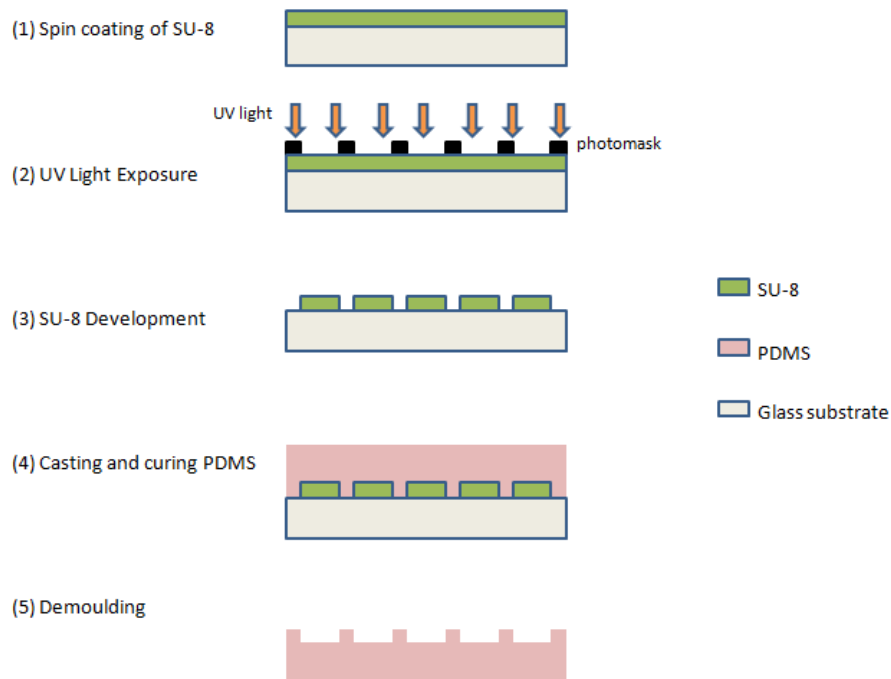 (1) Spin coating of SU-8
UV light
photomask
(2) UV Light Exposure
SU-8
(3) SU-8 Development
PDMS
Glass substrate
(4) Casting and curing PDMS
(5) Demoulding